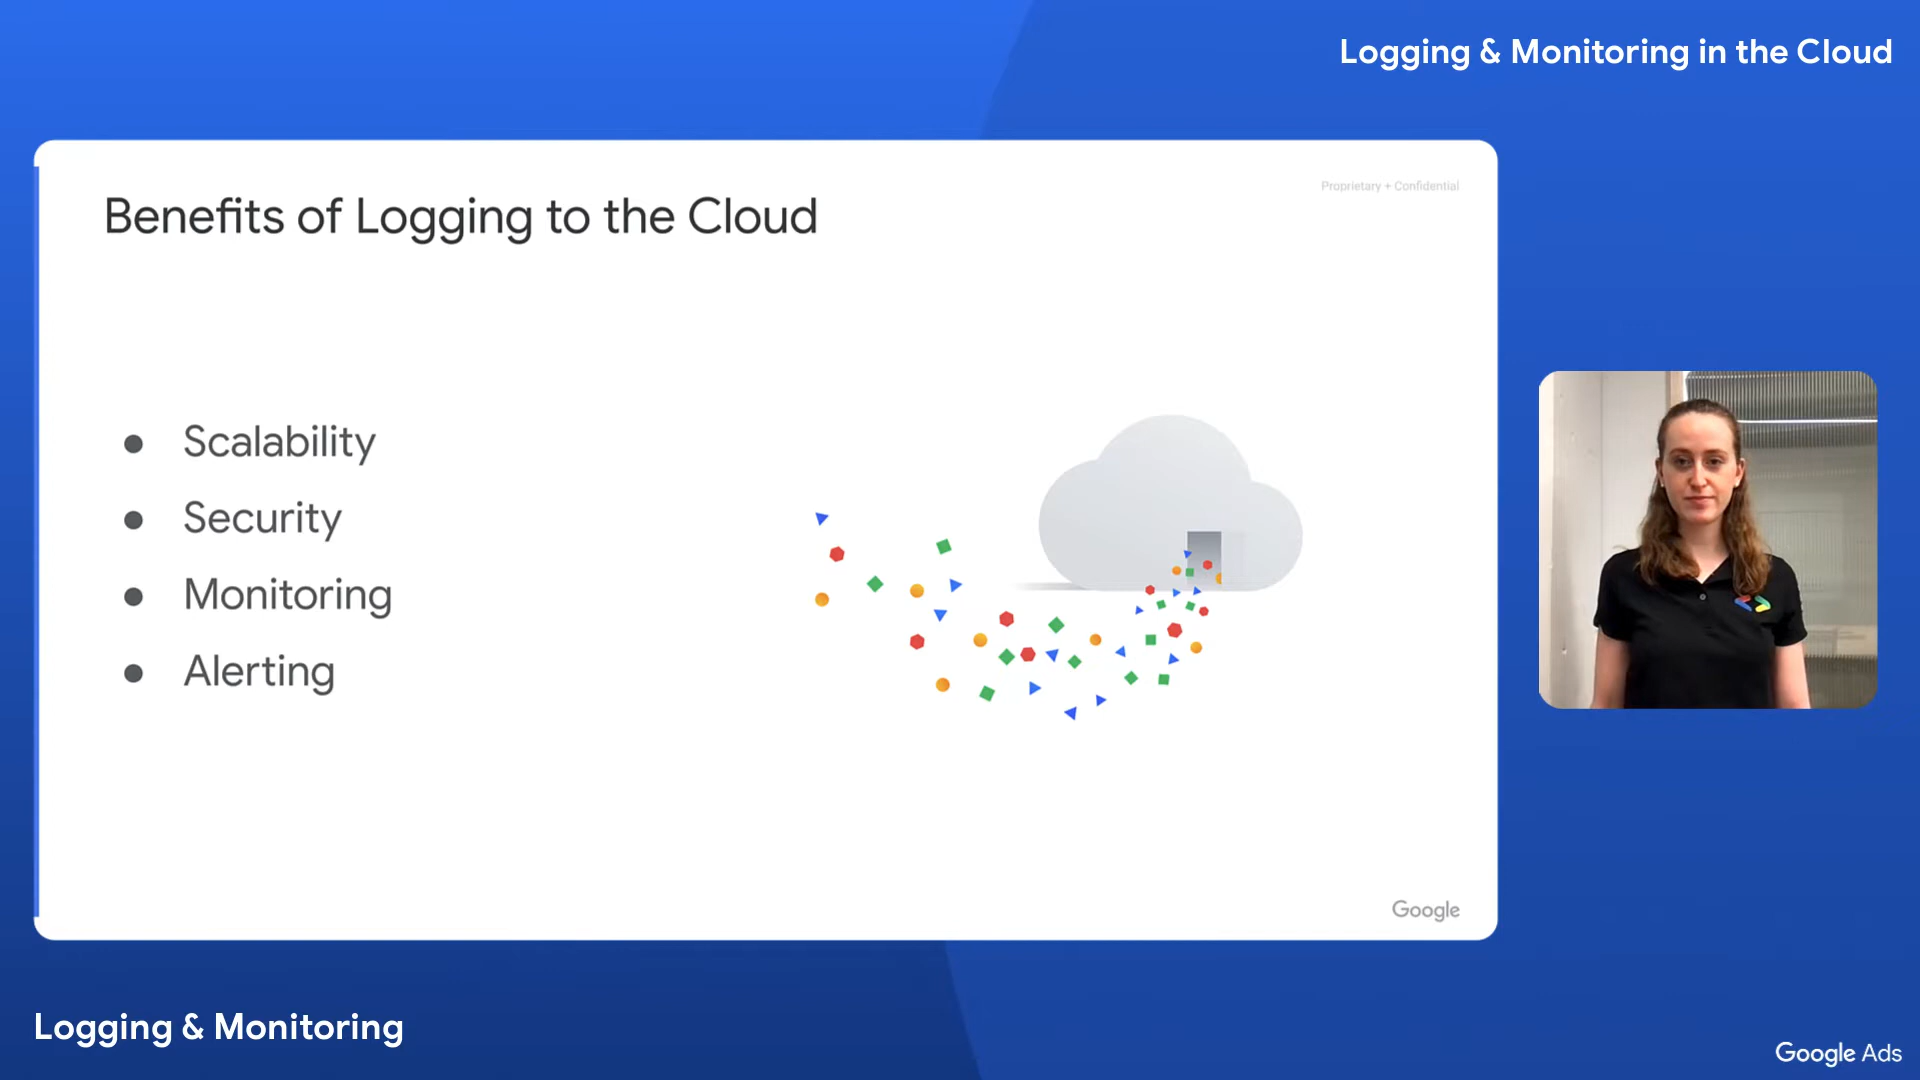 Logging & Monitoring in the Cloud
Proprietary + Confidential
Benefits of Logging to the Cloud
● Scalability
● Security
● Monitoring
● Alerting
Google
Logging & Monitoring
Google Ads